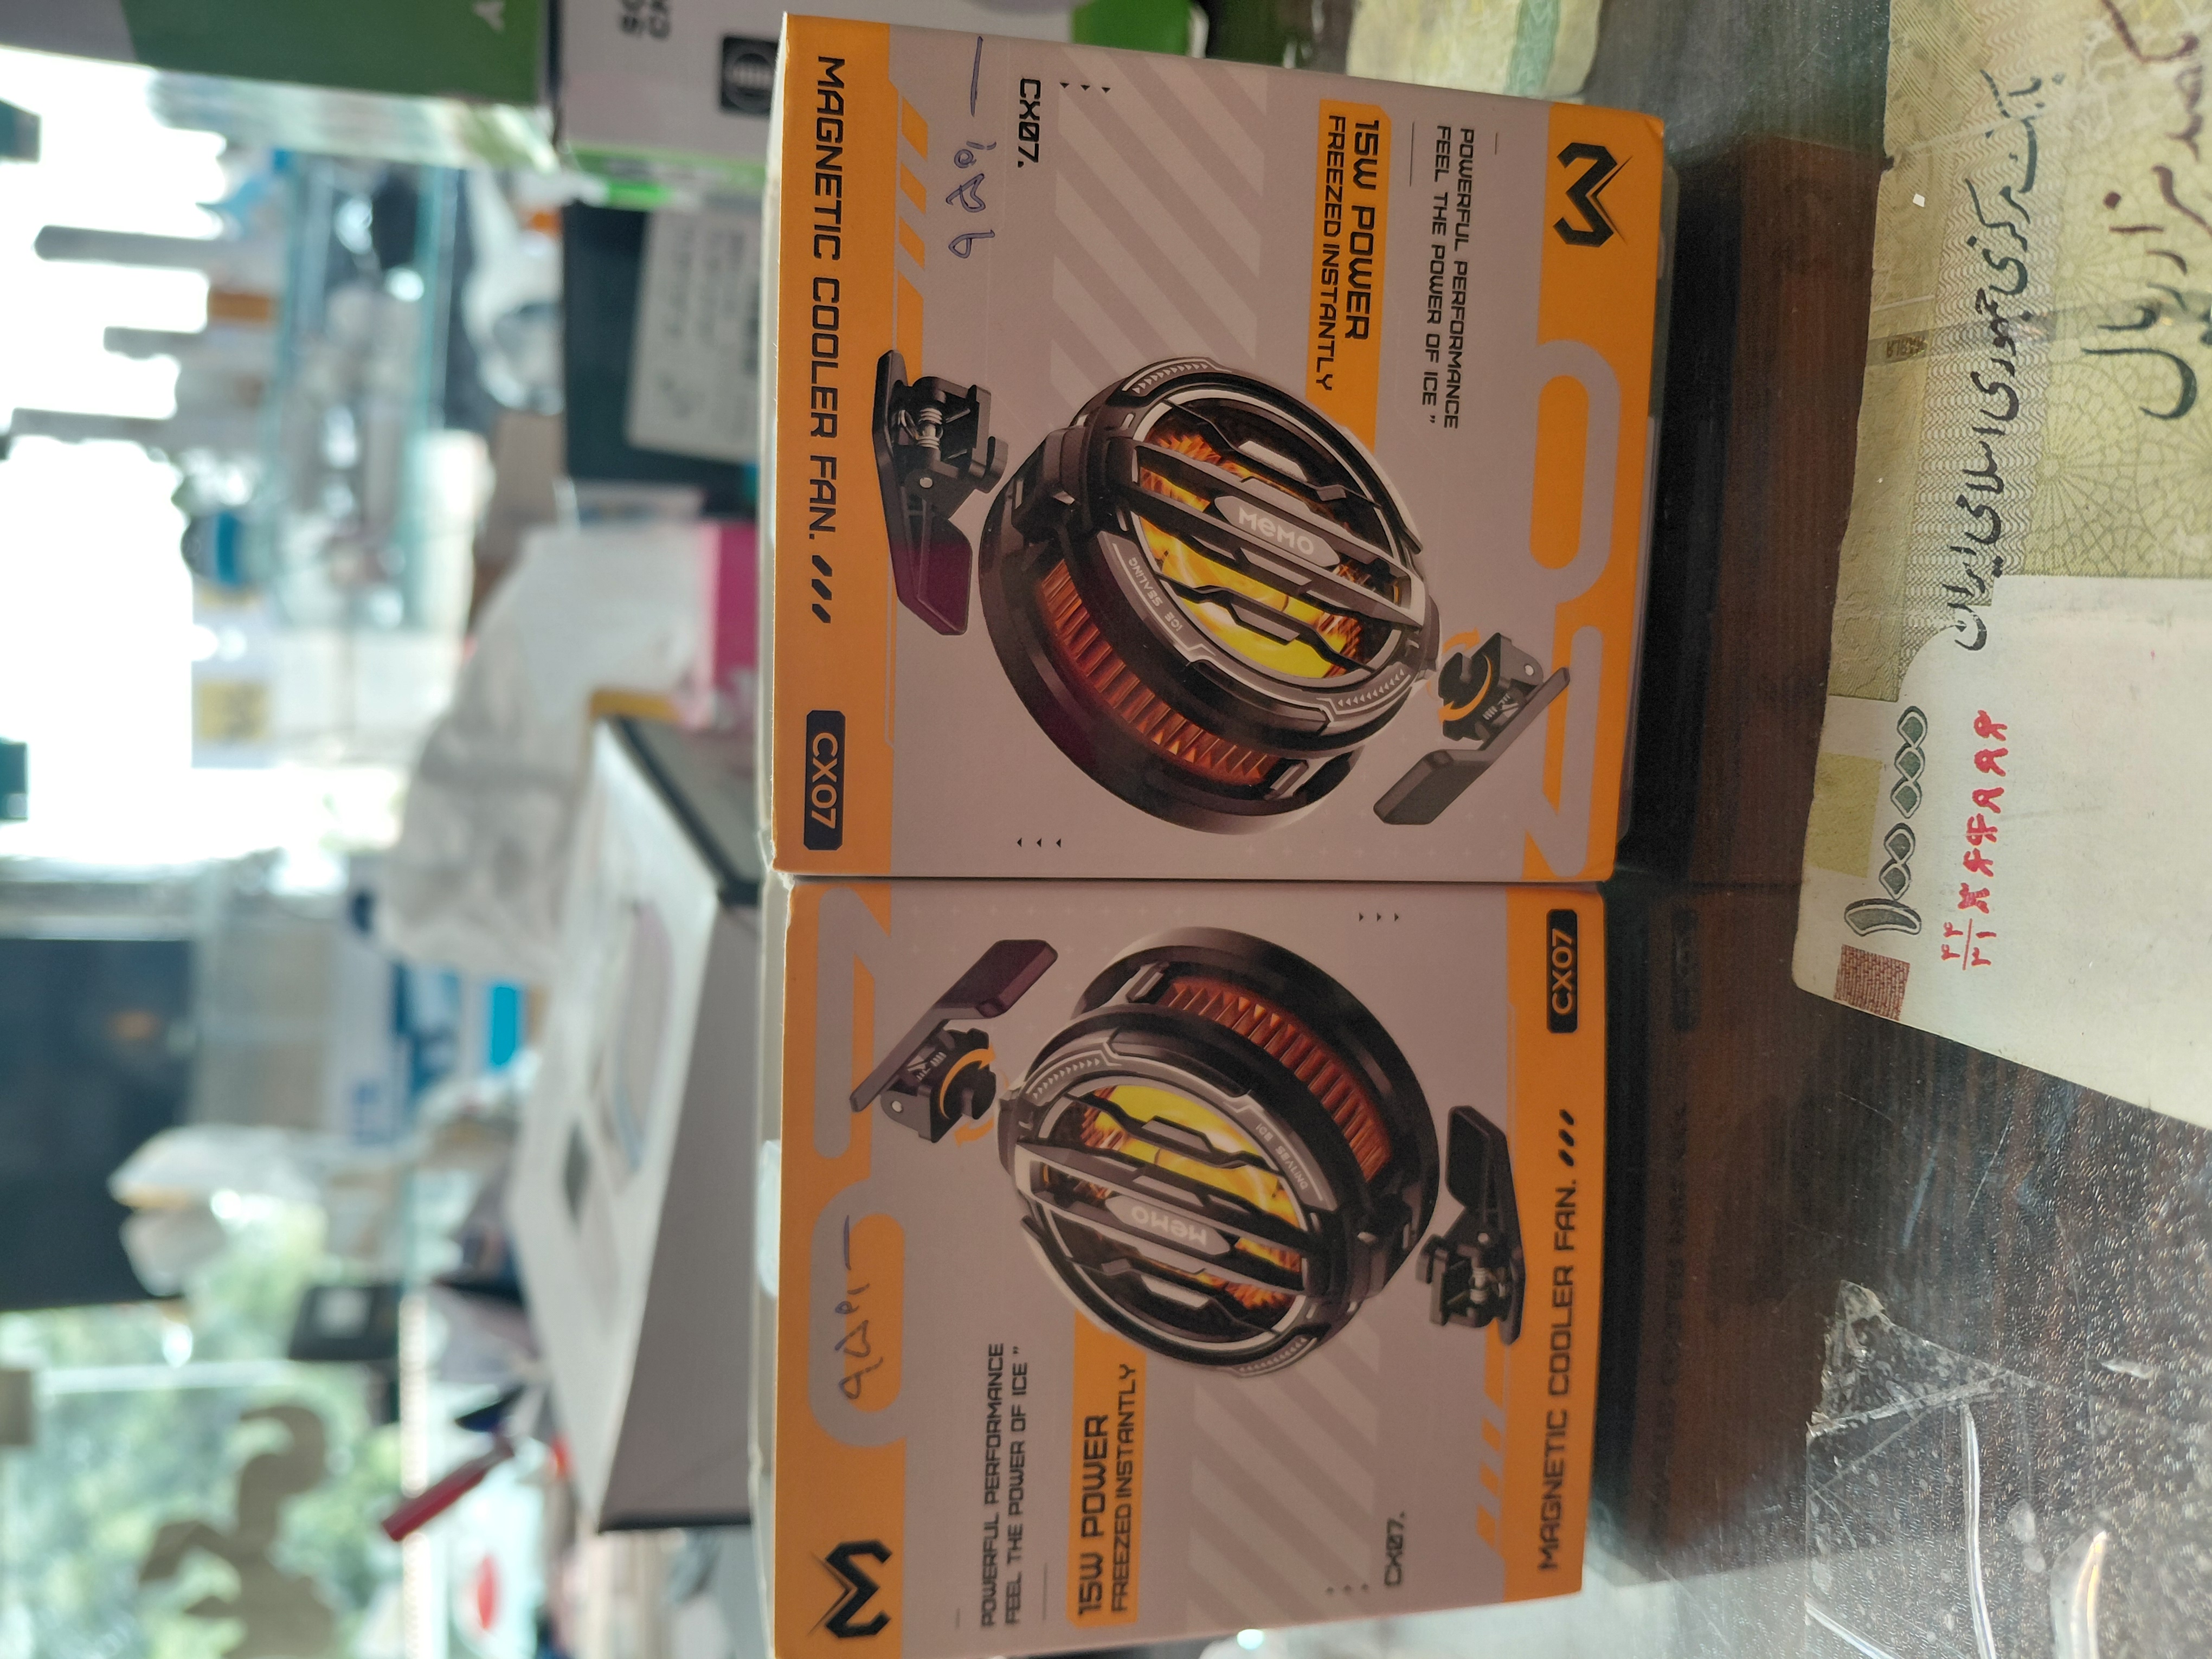 CX07.
15W POWER
FREEZED INSTANTLY
POWERFUL PERFORMANCE
FEEL THE POWER OF ICE ”
MEMO
ICE SEALING
MAGNETIC COOLER FAN.
CX07
POWERFUL PERFORMANCE
FEEL THE POWER OF ICE ”
15W POWER
FREEZED INSTANTLY
MEMO
CX07.
MAGNETIC COOLER FAN.
CX07
بانک مرکزی جمهوری اسلامی ایران
یکصد هزار ریال
۱۰۰۰۰۰